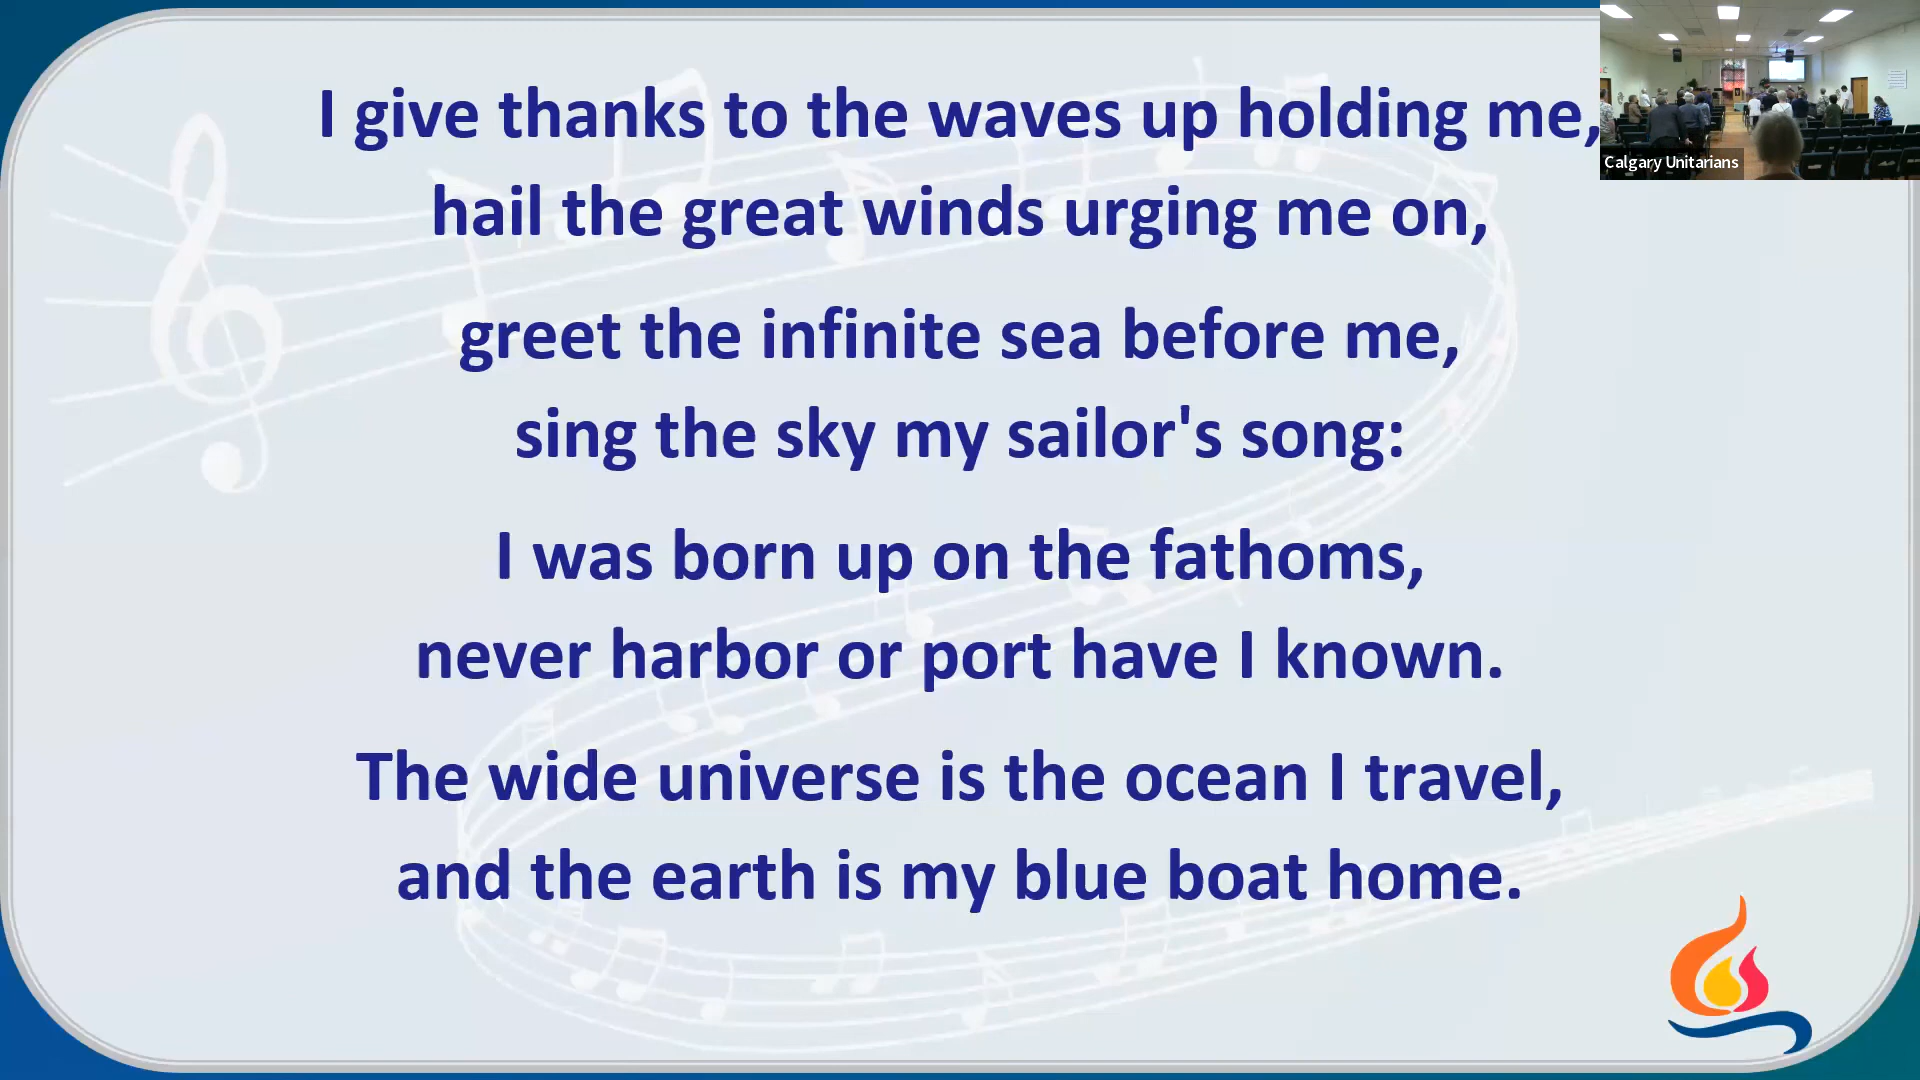 I give thanks to the waves up holding me,
hail the great winds urging me on,
greet the infinite sea before me,
sing the sky my sailor's song:
I was born up on the fathoms,
never harbor or port have I known.
The wide universe is the ocean I travel,
and the earth is my blue boat home.
Calgary Unitarians